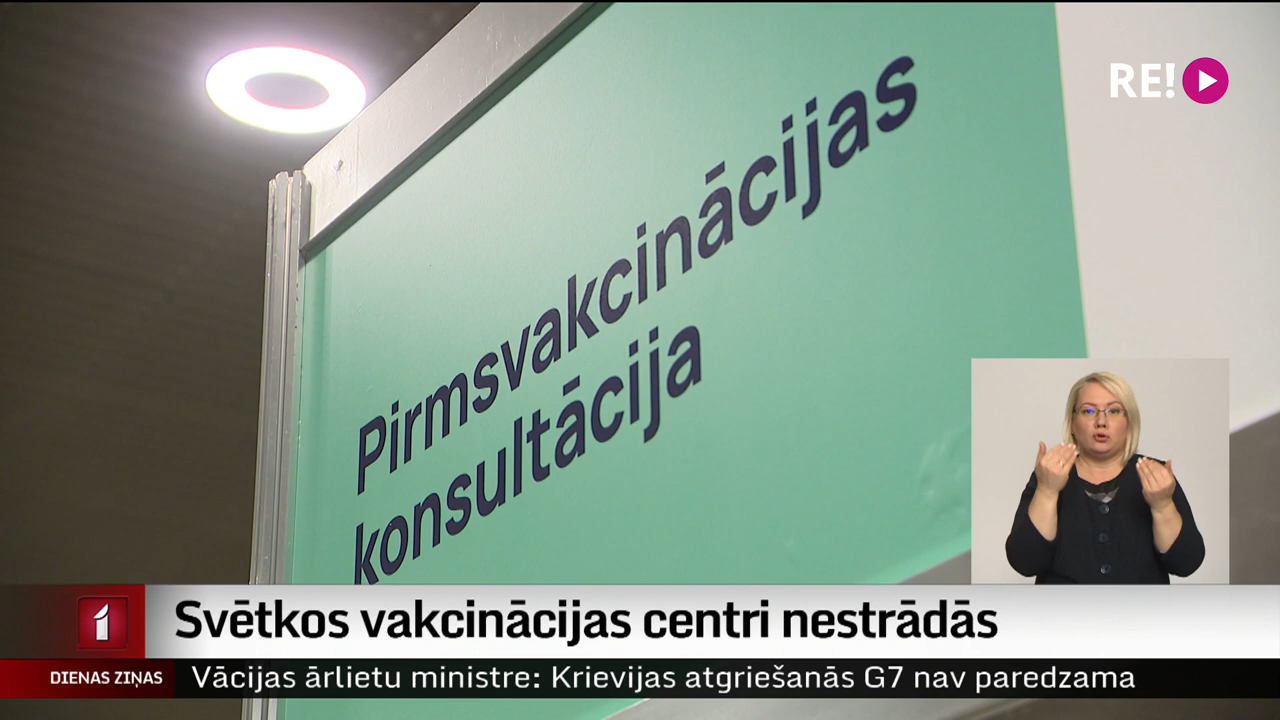 RE!
Pirmsvakcinācijas
konsultācija
1
Svētkos vakcinācijas centri nestrādās
DIENAS ZIŅAS
Vācijas ārlietu ministre: Krievijas atgriešanās G7 nav paredzama